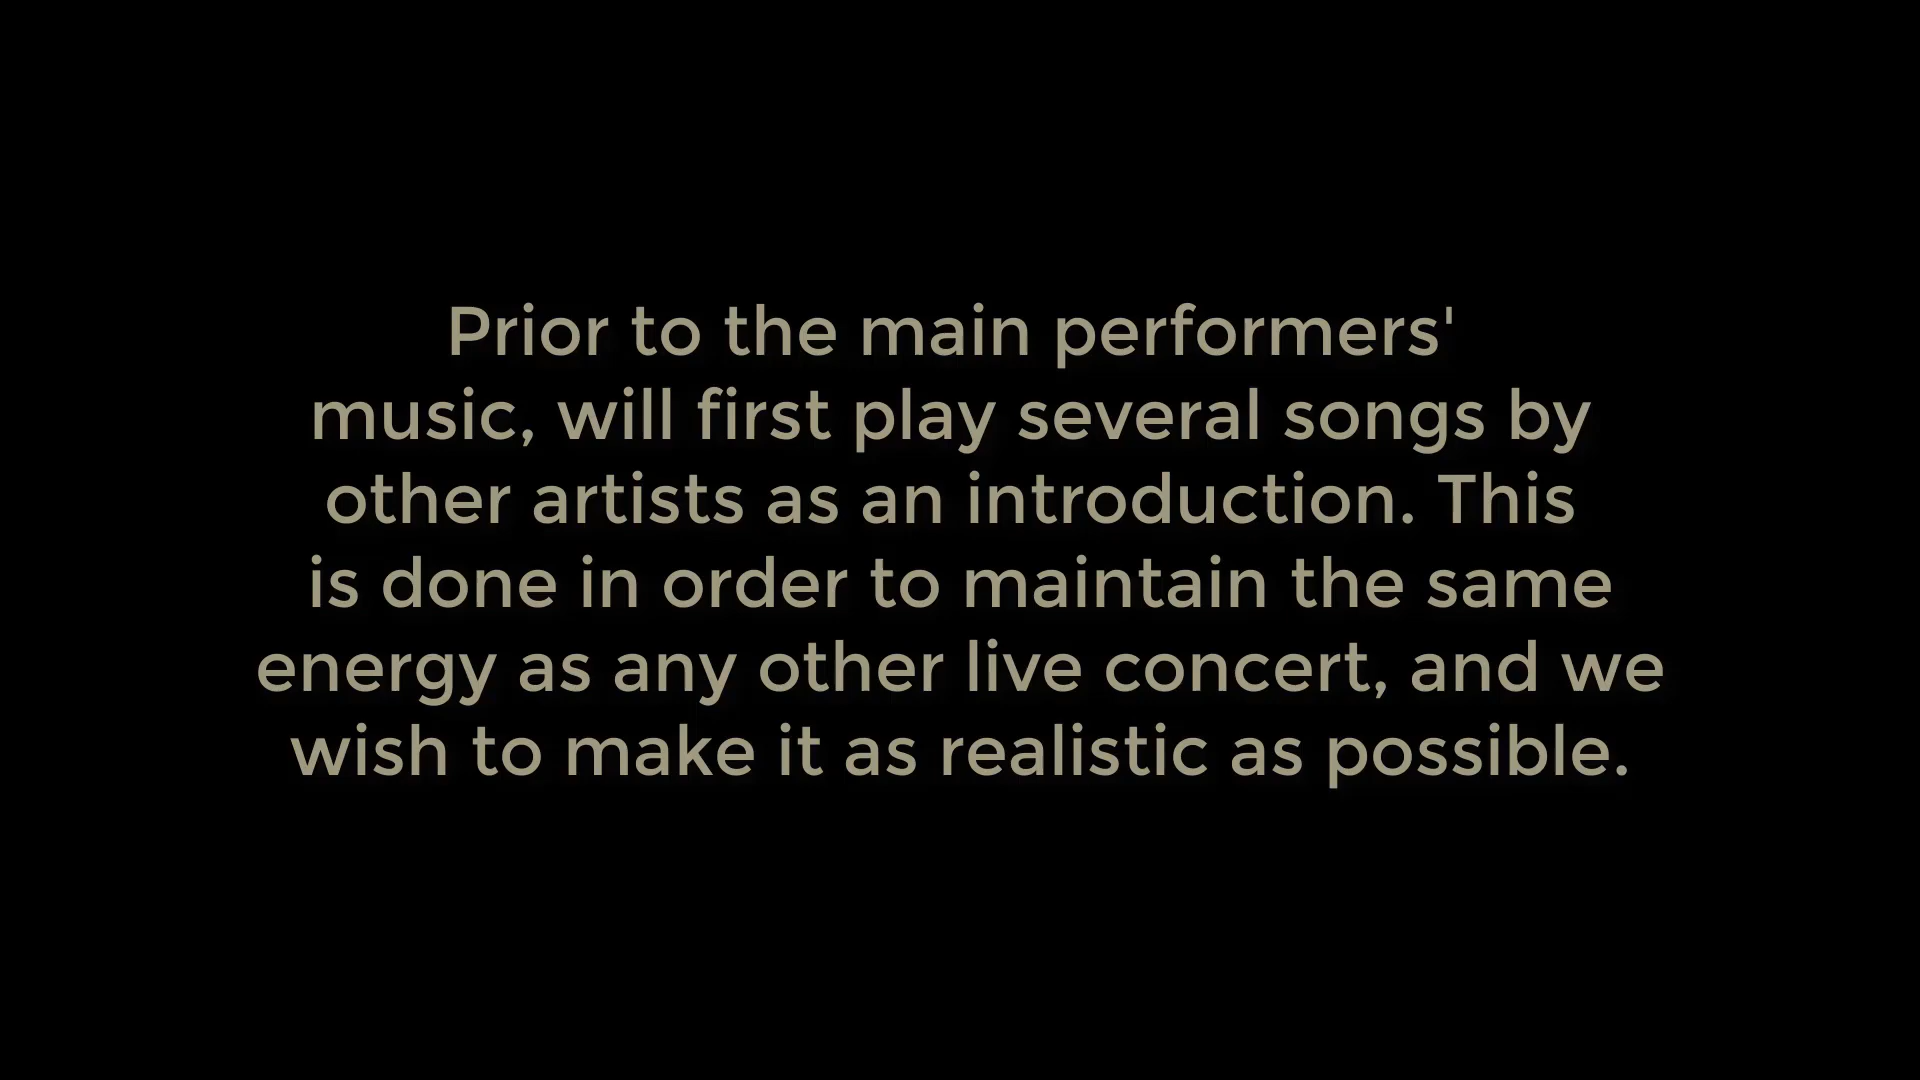 Prior to the main performers'
music, will first play several songs by
other artists as an introduction. This
is done in order to maintain the same
energy as any other live concert, and we
wish to make it as realistic as possible.